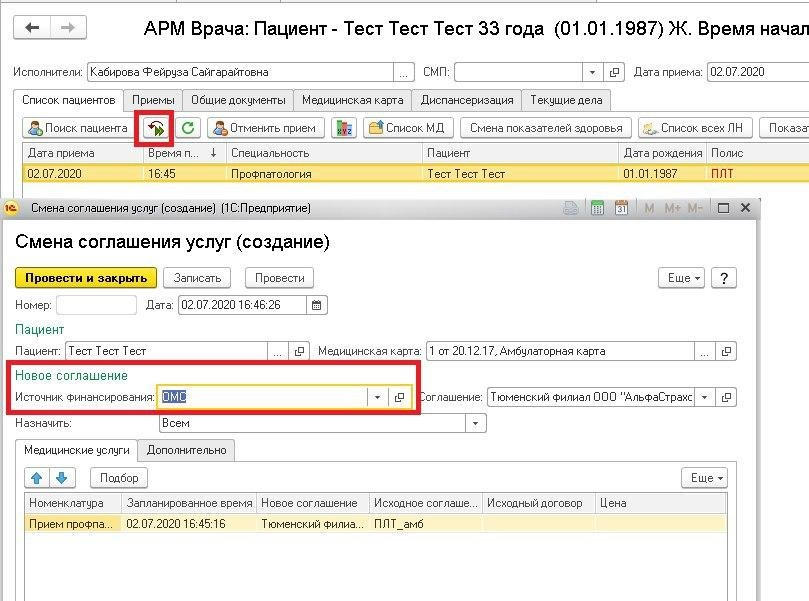 АРМ Врача: Пациент - Тест Тест Тест 33 года (01.01.1987) Ж. Время начал
Исполнители: Кабирова Фейруза Сайгарайтовна ... СМП: Дата приема: 02.07.2020
Список пациентов Приемы Общие документы Медицинская карта Диспансеризация Текущие дела
Поиск пациента Отменить прием Список МД Смена показателей здоровья Список всех ЛН Показат
Дата приема Время п... ↓ Специальность Пациент Дата рождения Полис
02.07.2020 16:45 Профпатология Тест Тест Тест 01.01.1987 ПЛТ
Смена соглашения услуг (создание) (1С:Предприятие) M M+ M-
Смена соглашения услуг (создание)
Провести и закрыть Записать Провести Еще ?
Номер: Дата: 02.07.2020 16:46:26
Пациент
Пациент: Тест Тест Тест ... Медицинская карта: 1 от 20.12.17, Амбулаторная карта ...
Новое соглашение
Источник финансирования: ОМС Соглашение: Тюменский филиал ООО "АльфаСтрахс
Назначить: Всем
Медицинские услуги Дополнительно
Подбор Еще
Номенклатура Запланированное время Новое соглашение Исходное соглаше... Исходный договор Цена
Прием профпа... 02.07.2020 16:45:16 Тюменский филиа... ПЛТ_амб